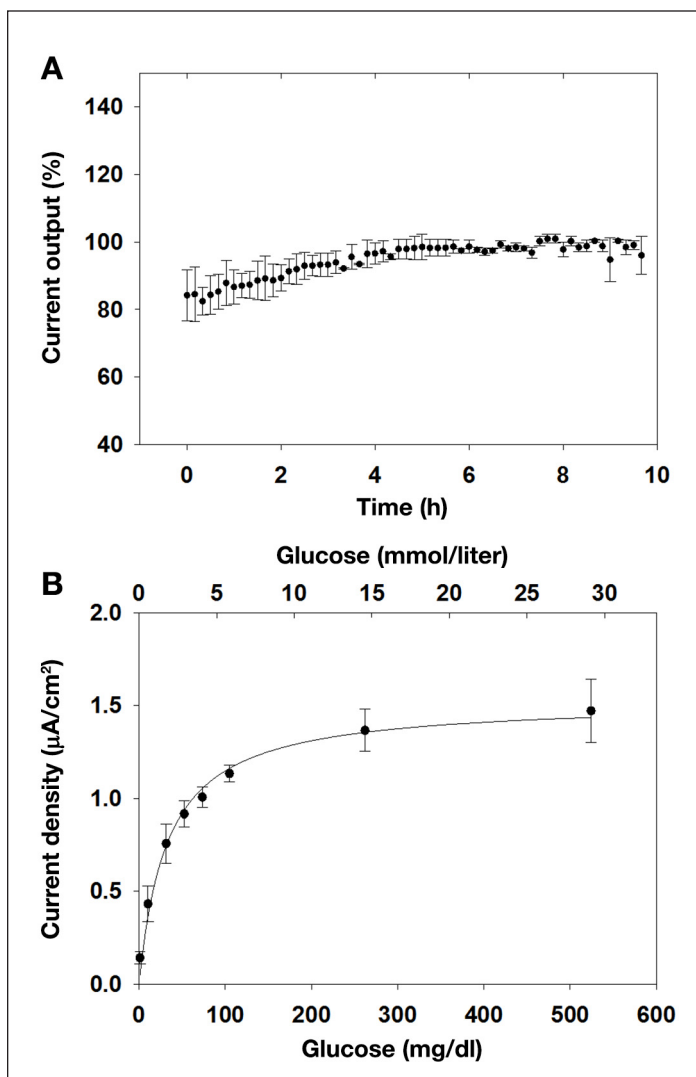 A
140
120
100
80
60
40
Current output (%)
0 2 4 6 8 10
Time (h)
Glucose (mmol/liter)
B
0 5 10 15 20 25 30
2.0
1.5
1.0
0.5
0.0
Current density (µA/cm²)
0 100 200 300 400 500 600
Glucose (mg/dl)